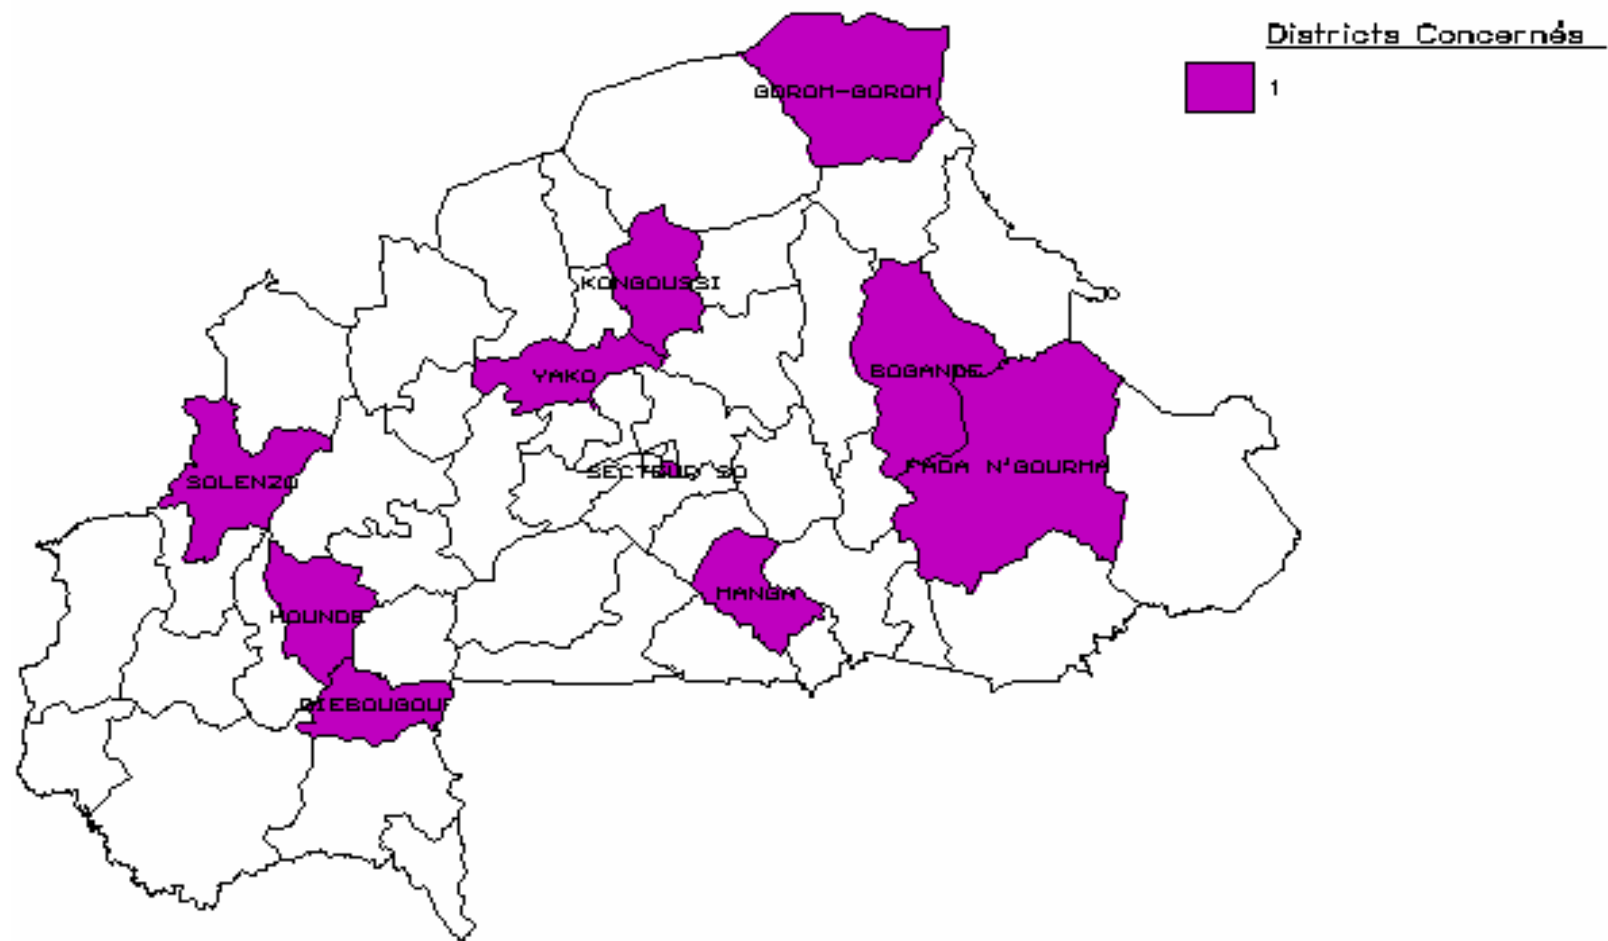 Districts Concernés
1
GOROM-GOROM
KONGOUSSI
BOGANDE
YAKO
FADA N'GOURMA
SECTEUR 30
SOLENZO
MANGA
HOUNDE
DIEBOUGOU